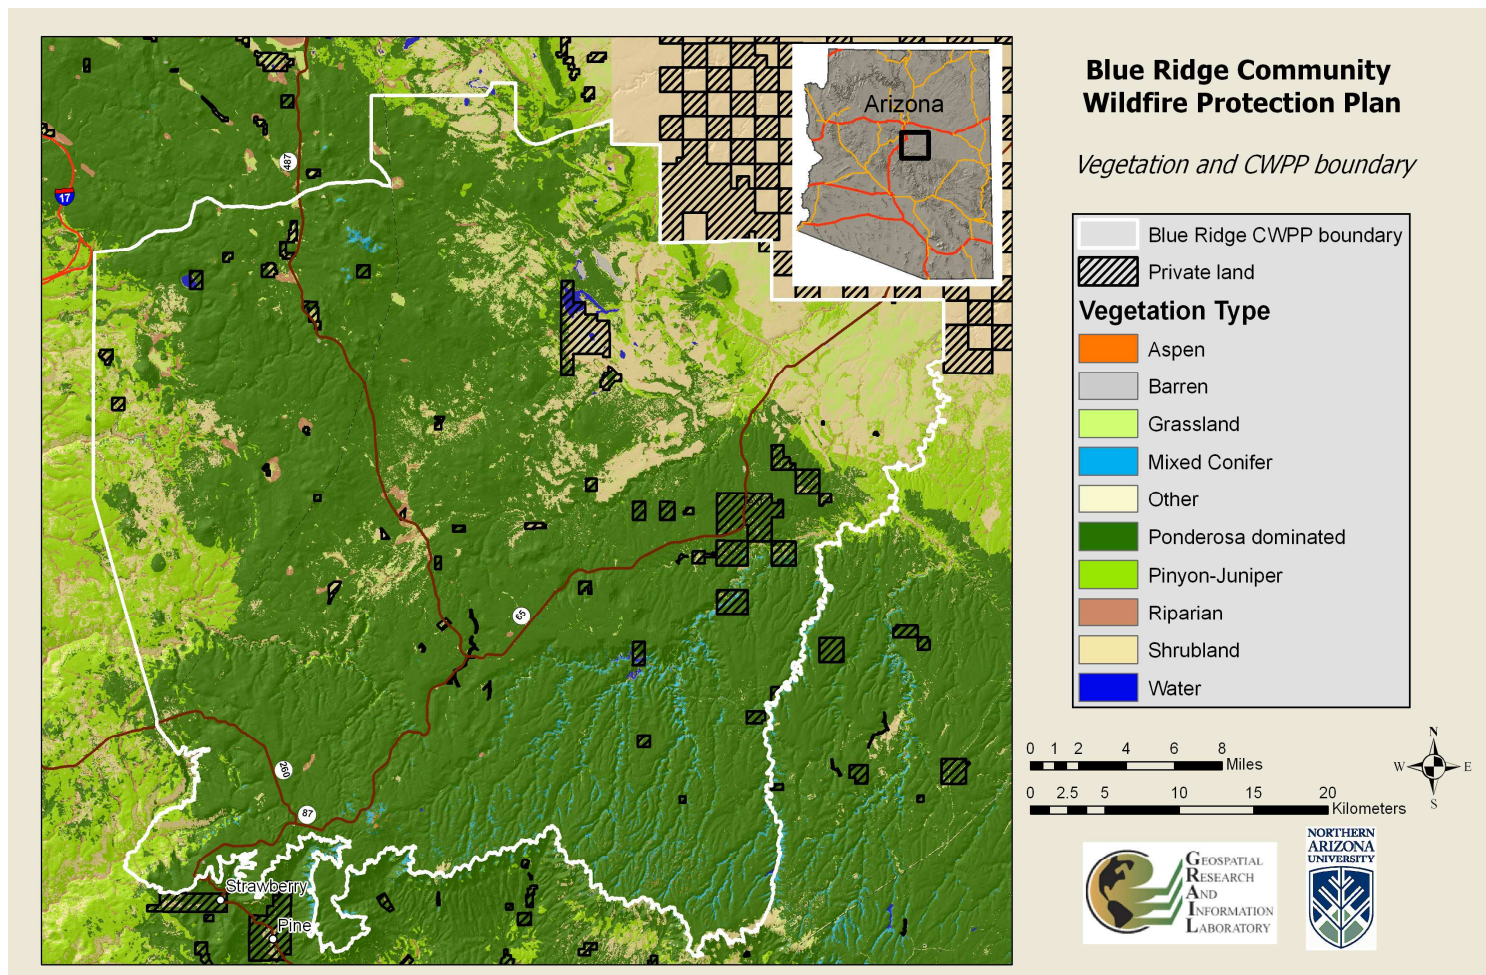 Blue Ridge Community
Wildfire Protection Plan
Vegetation and CWPP boundary
Arizona
487
17
65
260
87
Strawberry
Pine
Blue Ridge CWPP boundary
Private land
Vegetation Type
Aspen
Barren
Grassland
Mixed Conifer
Other
Ponderosa dominated
Pinyon-Juniper
Riparian
Shrubland
Water
0 1 2 4 6 8
Miles
0 2.5 5 10 15 20
Kilometers
N
W E
S
GEOSPATIAL
RESEARCH
AND
INFORMATION
LABORATORY
NORTHERN
ARIZONA
UNIVERSITY